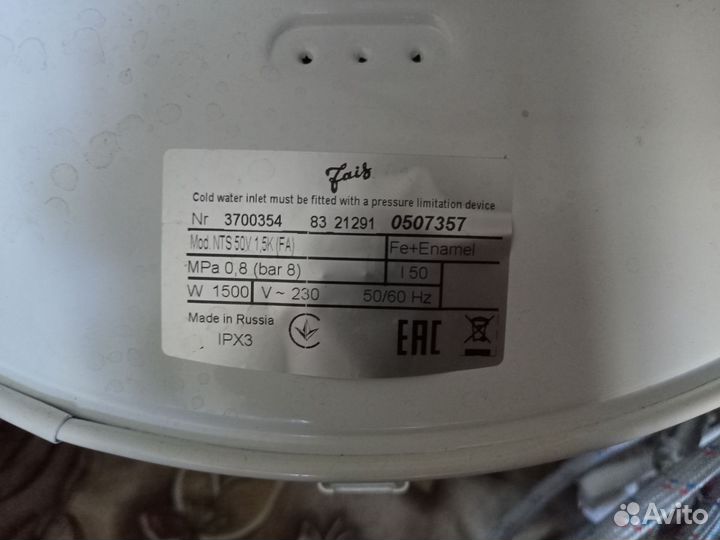 Fais
Cold water inlet must be fitted with a pressure limitation device
Nr 3700354 83 21291 0507357
Mod. NTS 50V 1,5K (FA) Fe+Enamel
MPa 0,8 (bar 8) l 50
W 1500 V~ 230 50/60 Hz
Made in Russia
IPX3
EAC
Avito